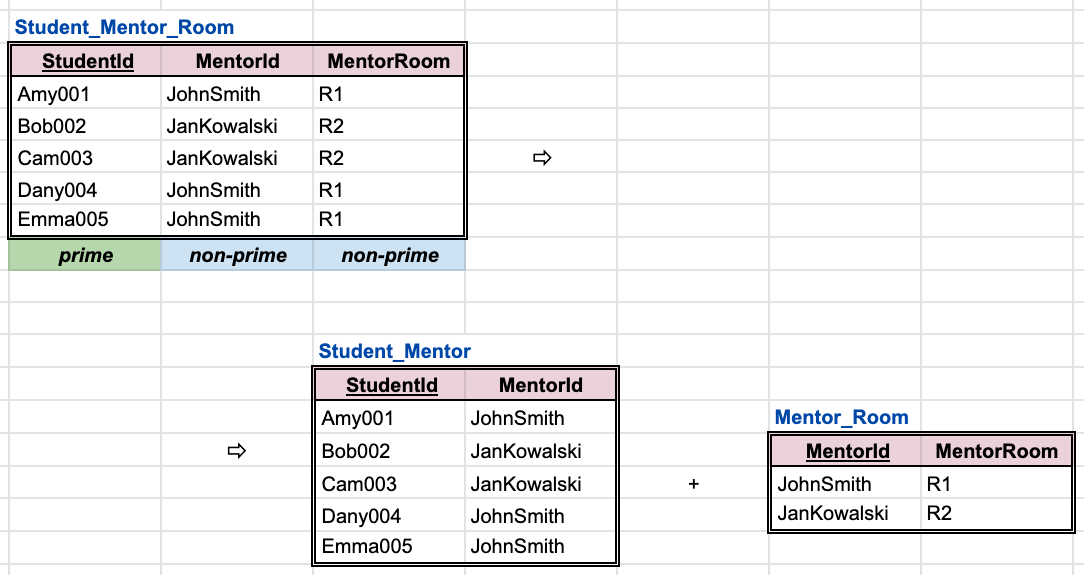 Student_Mentor_Room
StudentId MentorId MentorRoom
Amy001 JohnSmith R1
Bob002 JanKowalski R2
Cam003 JanKowalski R2
Dany004 JohnSmith R1
Emma005 JohnSmith R1
prime non-prime non-prime
⇨
Student_Mentor
StudentId MentorId
Amy001 JohnSmith
Bob002 JanKowalski
Cam003 JanKowalski
Dany004 JohnSmith
Emma005 JohnSmith
⇨
+
Mentor_Room
MentorId MentorRoom
JohnSmith R1
JanKowalski R2